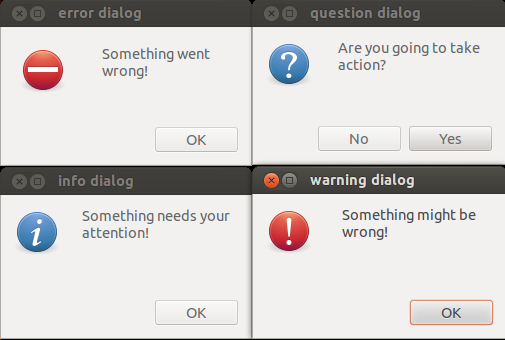 error dialog
Something went
wrong!
OK
question dialog
Are you going to take
action?
No
Yes
info dialog
Something needs your
attention!
OK
warning dialog
Something might be
wrong!
OK